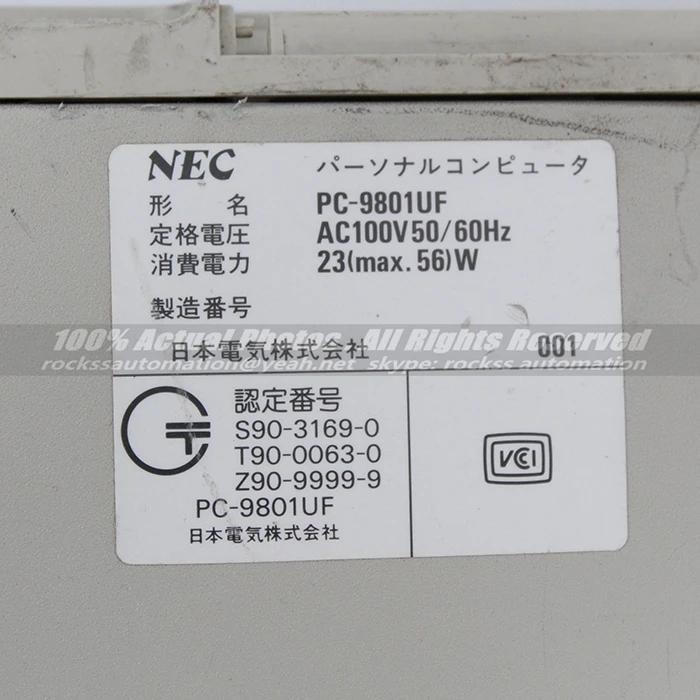 NEC パーソナルコンピュータ
形 名 PC-9801UF
定格電圧 AC100V50/60Hz
消費電力 23(max.56)W
製造番号
100% Actual Photos, All Rights Reserved
日本電気株式会社 001
rockssautomation@yeah.net skype: rockss automation
認定番号
S90-3169-0
T90-0063-0
Z90-9999-9
PC-9801UF
日本電気株式会社
VCCI